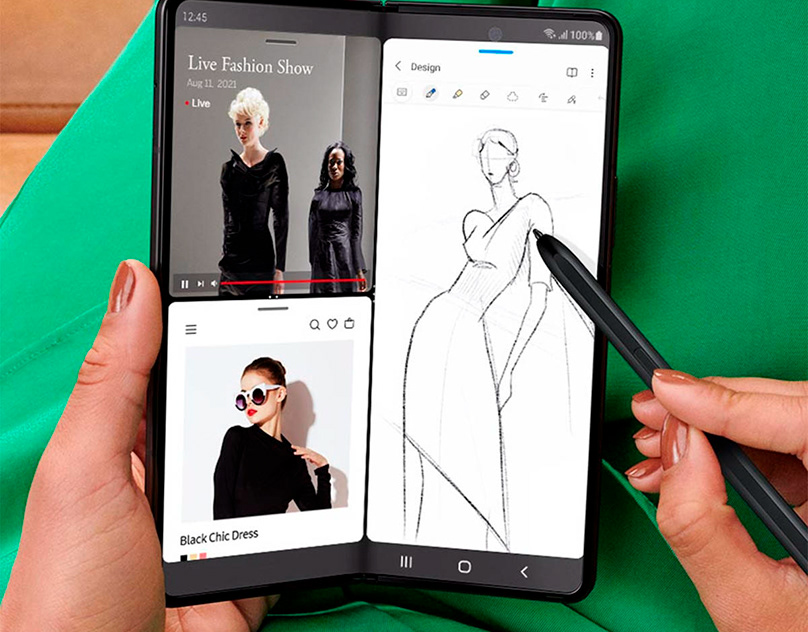 12:45
100%
Live Fashion Show
Aug 11, 2021
Live
Design
Black Chic Dress